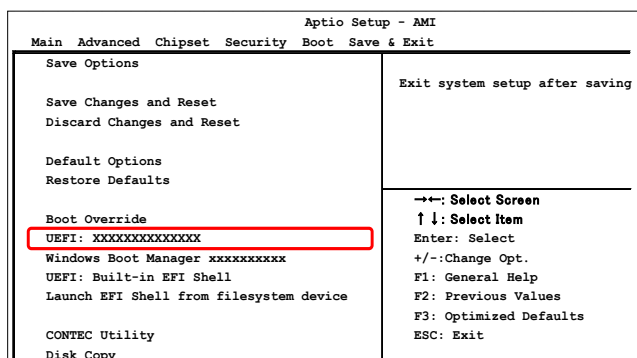 Aptio Setup - AMI
Main Advanced Chipset Security Boot Save & Exit
Save Options
Save Changes and Reset
Discard Changes and Reset
Default Options
Restore Defaults
Boot Override
UEFI: XXXXXXXXXXXXXX
Windows Boot Manager xxxxxxxxxx
UEFI: Built-in EFI Shell
Launch EFI Shell from filesystem device
CONTEC Utility
Disk Copy
Exit system setup after saving
→←: Select Screen
↑↓: Select Item
Enter: Select
+/-:Change Opt.
F1: General Help
F2: Previous Values
F3: Optimized Defaults
ESC: Exit